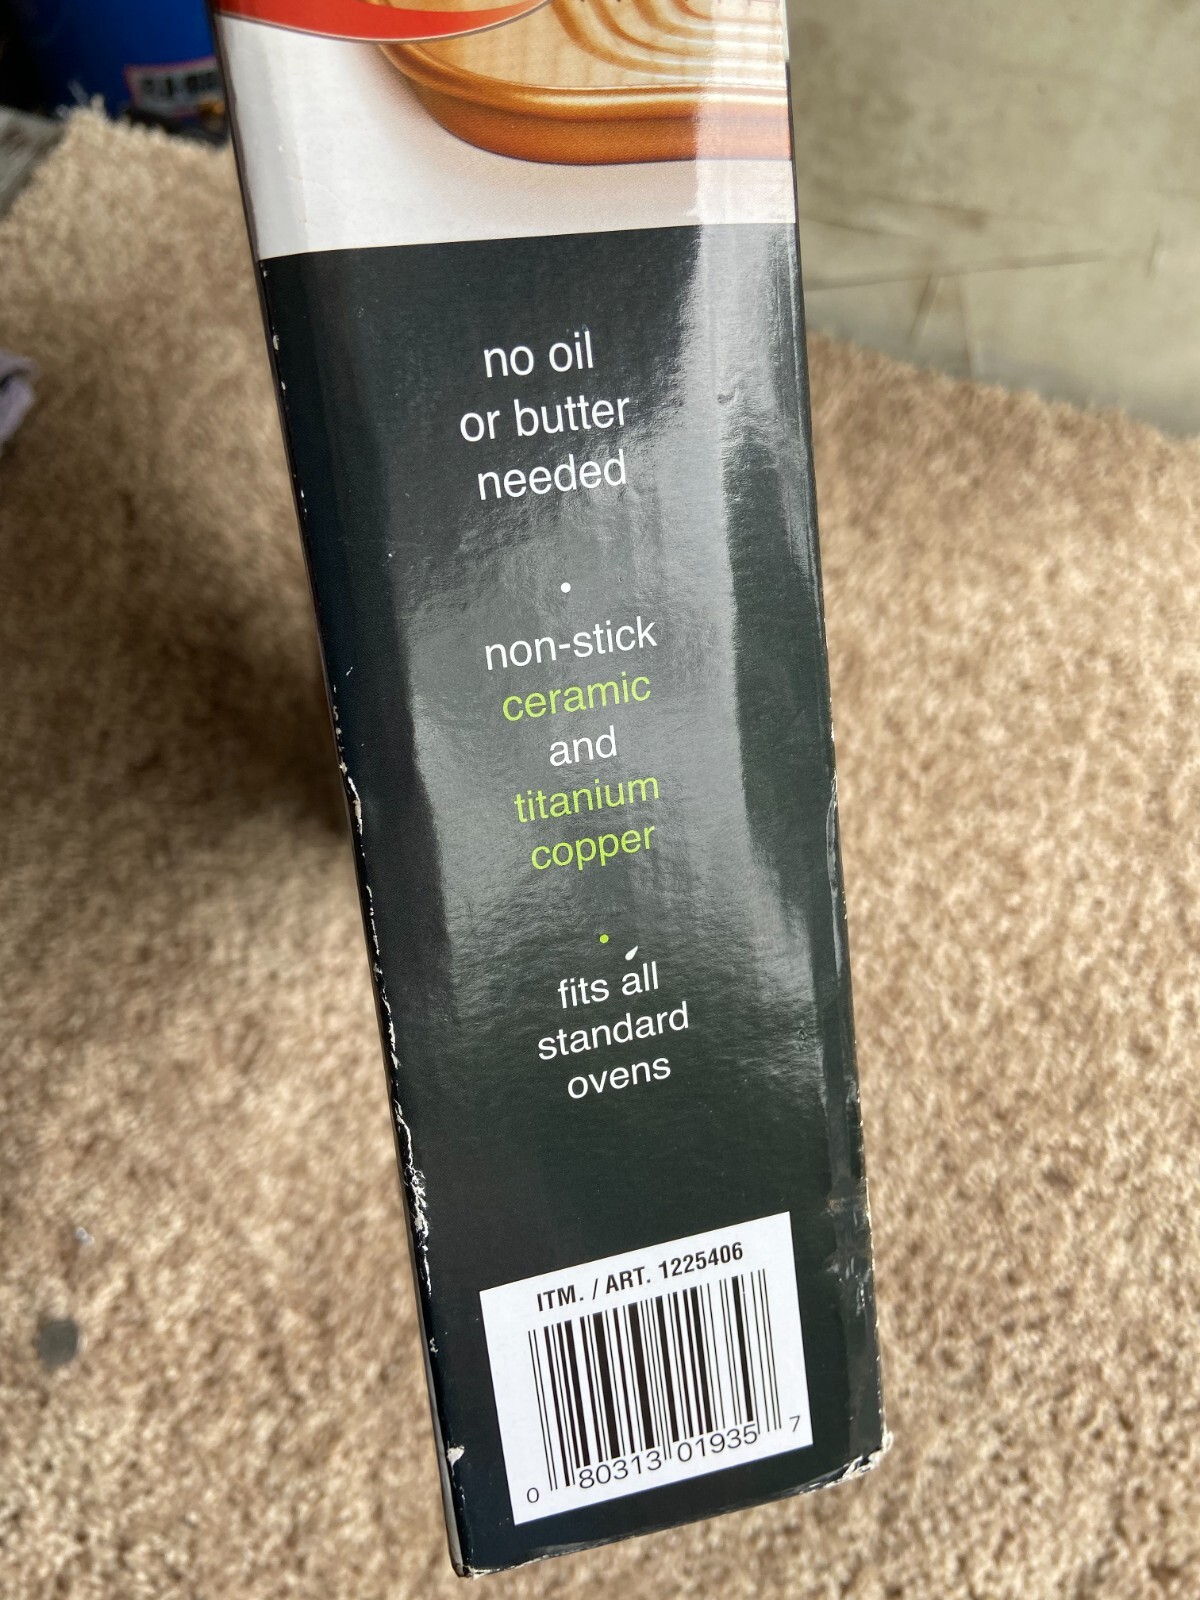 no oil
or butter
needed
•
non-stick
ceramic
and
titanium
copper
•
fits all
standard
ovens
ITM. / ART. 1225406
0 80313 01935 7